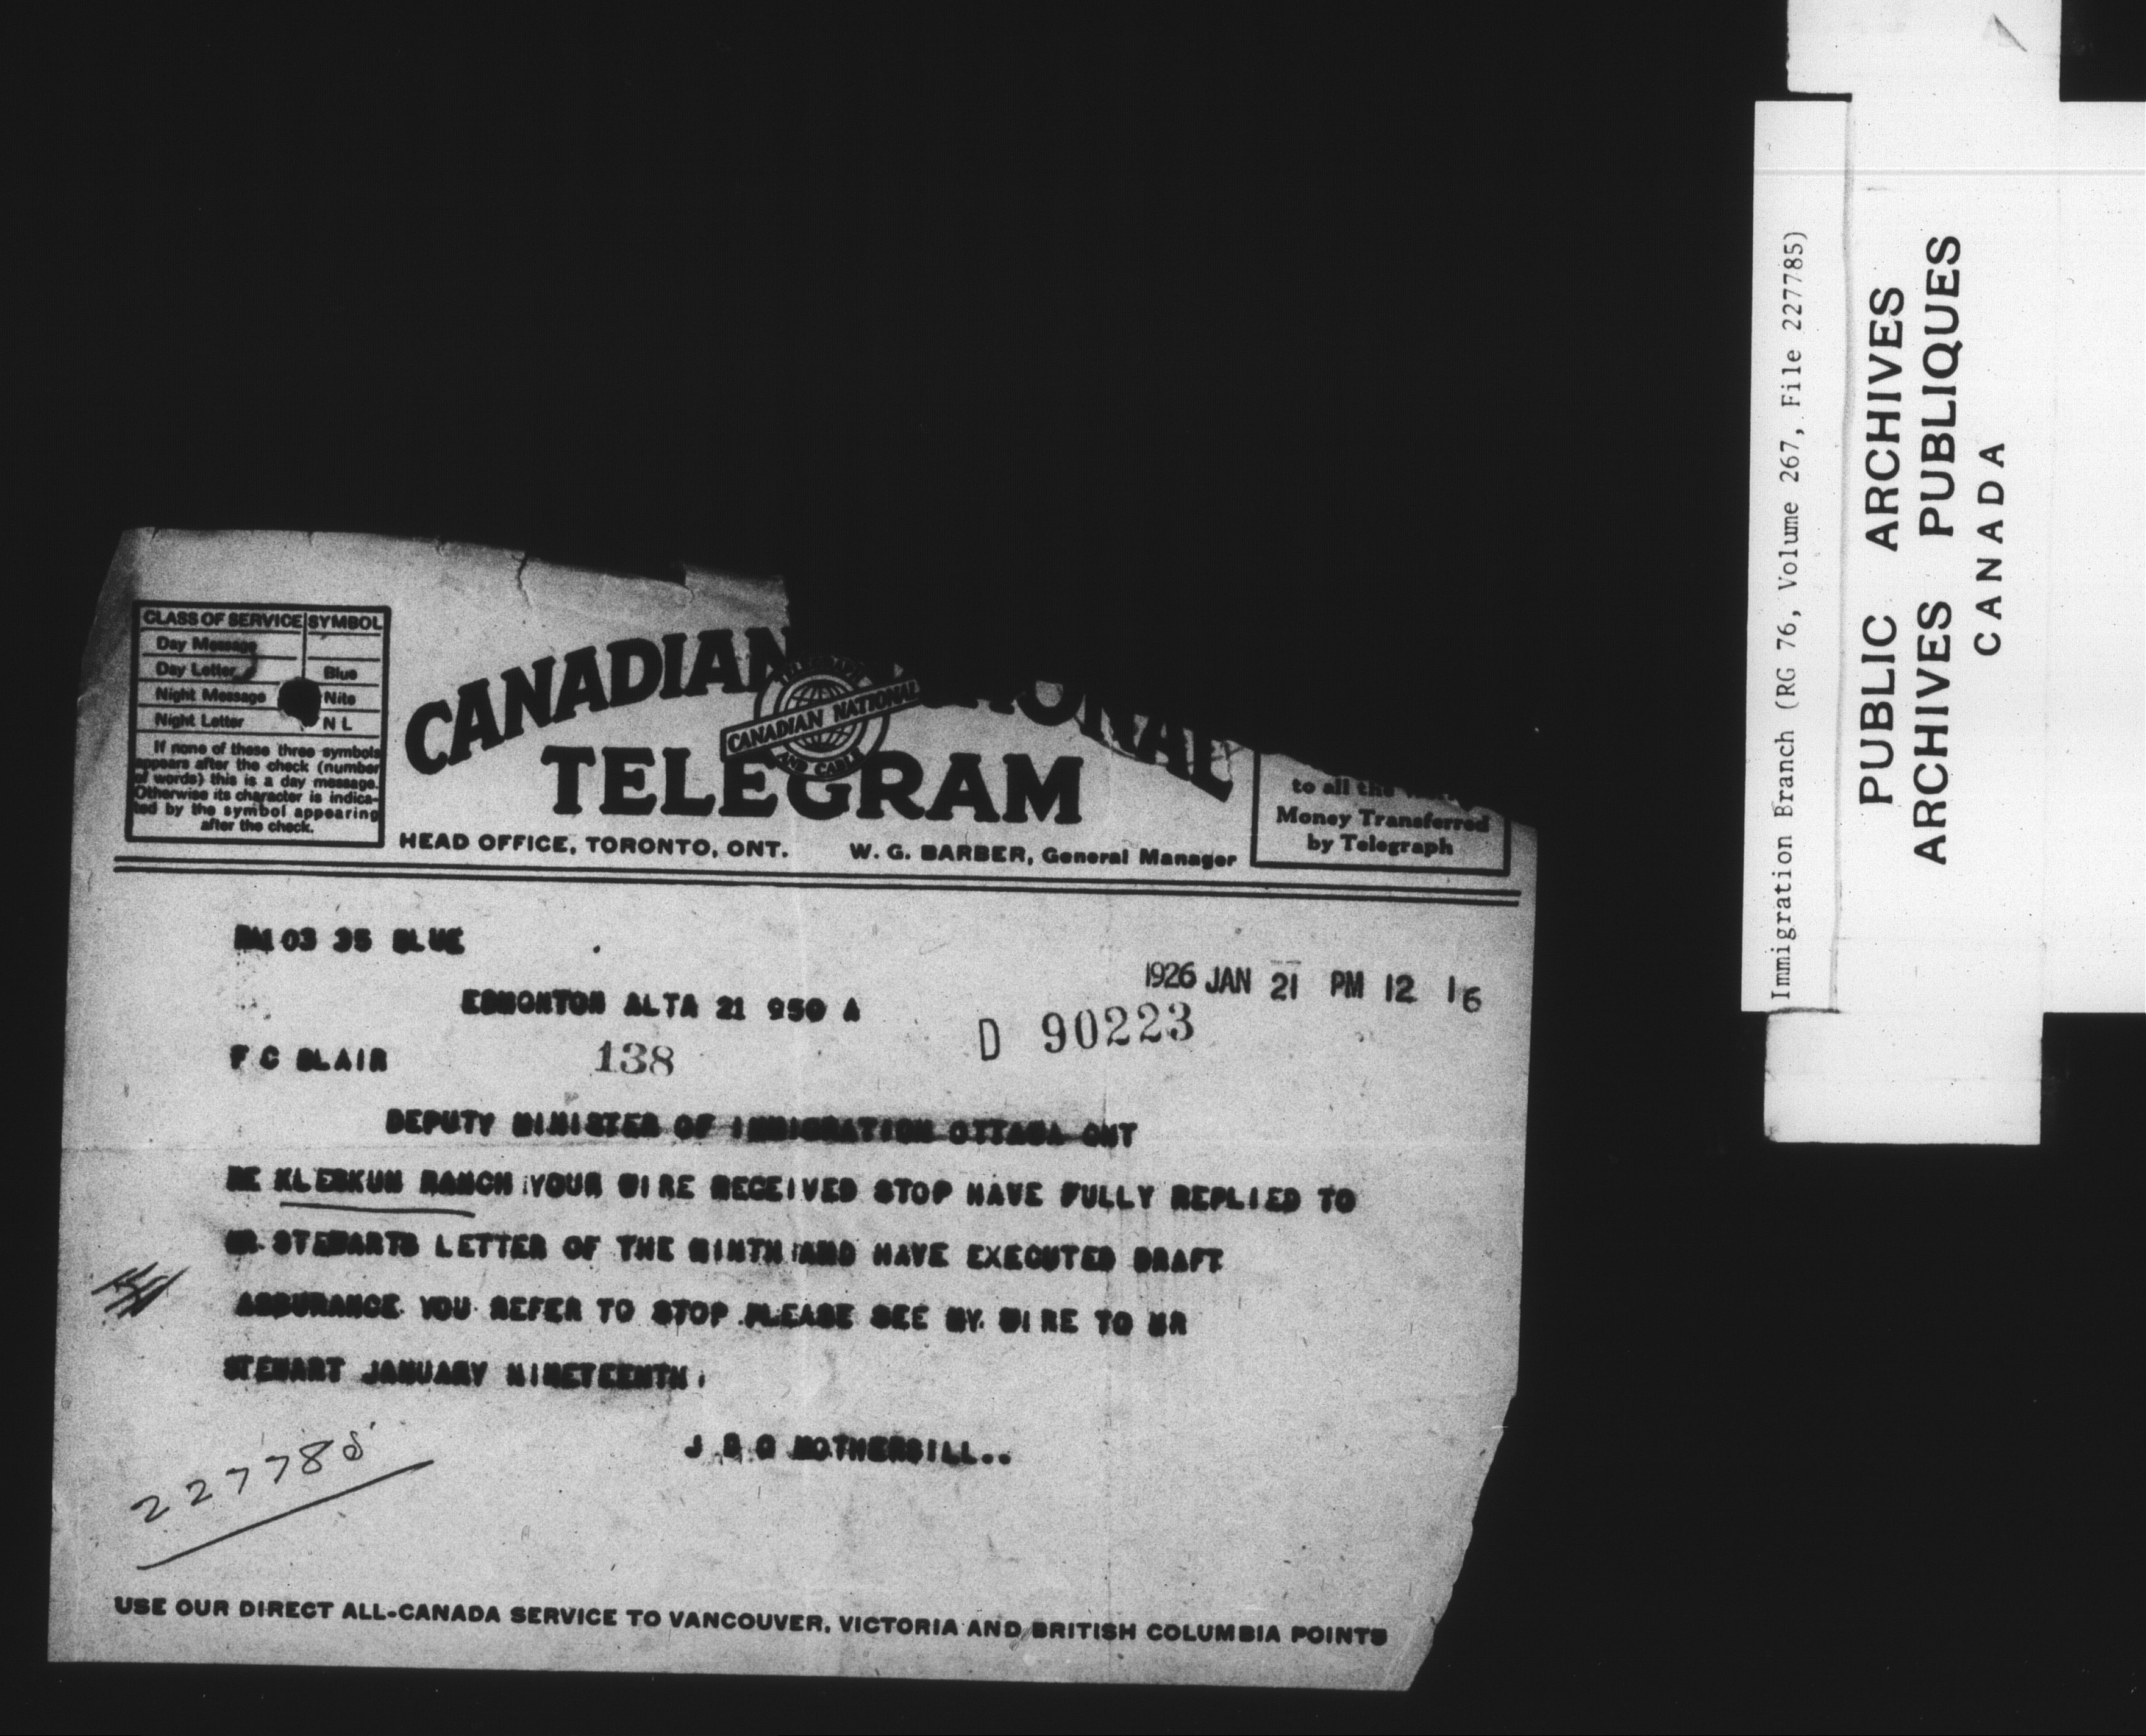 CLASS OF SERVICE SYMBOL
Day Message
Day Letter Blue
Night Message Nite
Night Letter N L
If none of these three symbols
appears after the check (number
of words) this is a day message.
Otherwise its character is indica-
ted by the symbol appearing
after the check.
CANADIAN NATIONAL
CANADIAN NATIONAL
AND CABLE
TELEGRAM
to all the
Money Transferred
by Telegraph
HEAD OFFICE, TORONTO, ONT. W. G. BARBER, General Manager
03 35 BLUE
1926 JAN 21 PM 12 16
EDMONTON ALTA 21 950 A
D 90223
F C BLAIR 138
DEPUTY MINISTER OF IMMIGRATION OTTAWA ONT
RE KLESKUN RANCH YOUR WIRE RECEIVED STOP HAVE FULLY REPLIED TO
MR STEWARTS LETTER OF THE NINTH AND HAVE EXECUTED DRAFT
ASSURANCE YOU REFER TO STOP PLEASE SEE MY WIRE TO MR
STEWART JANUARY NINETEENTH
J D O MOTHERSILL..
227785
USE OUR DIRECT ALL-CANADA SERVICE TO VANCOUVER, VICTORIA AND BRITISH COLUMBIA POINTS
Immigration Branch (RG 76, Volume 267, File 227785)
PUBLIC ARCHIVES
ARCHIVES PUBLIQUES
CANADA